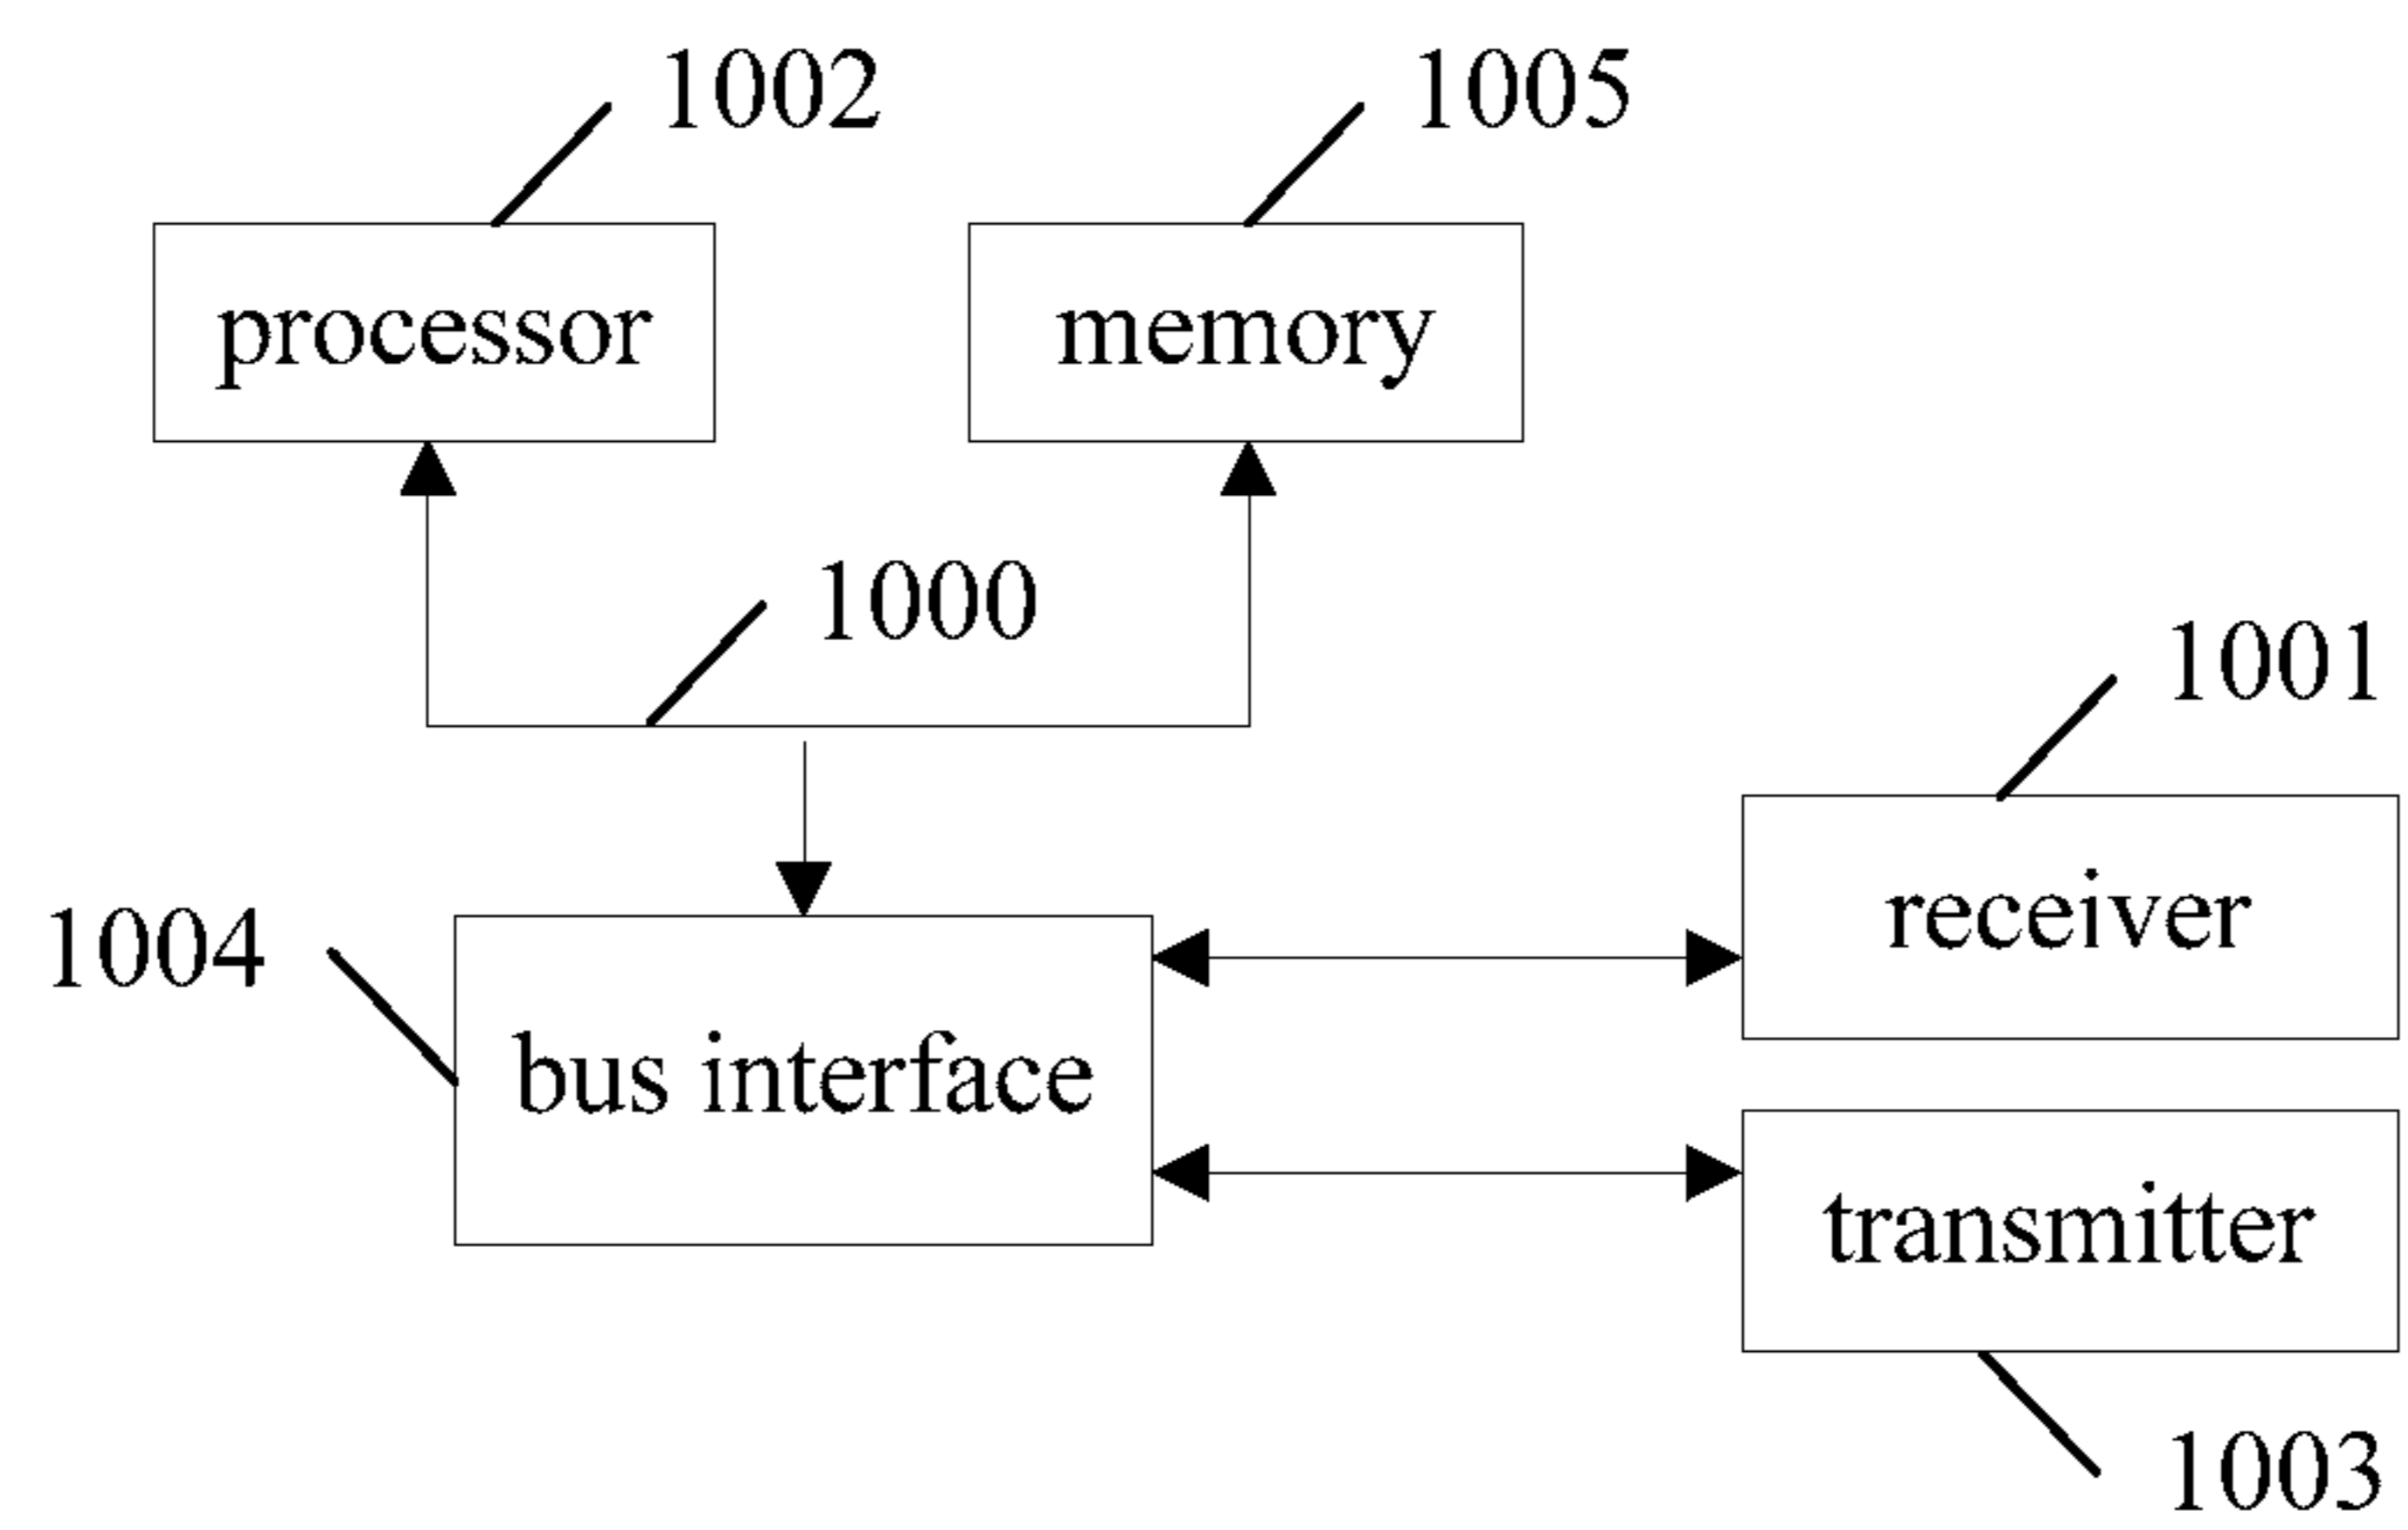 1002
1005
processor
memory
1000
1001
receiver
1004
bus interface
transmitter
1003